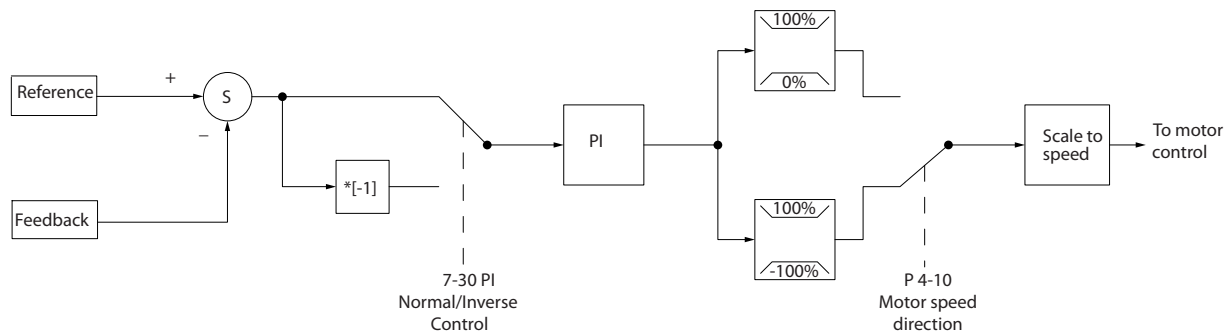 Reference
+
S
−
Feedback
*[-1]
7-30 PI
Normal/Inverse
Control
PI
100%
0%
100%
-100%
P 4-10
Motor speed
direction
Scale to
speed
To motor
control